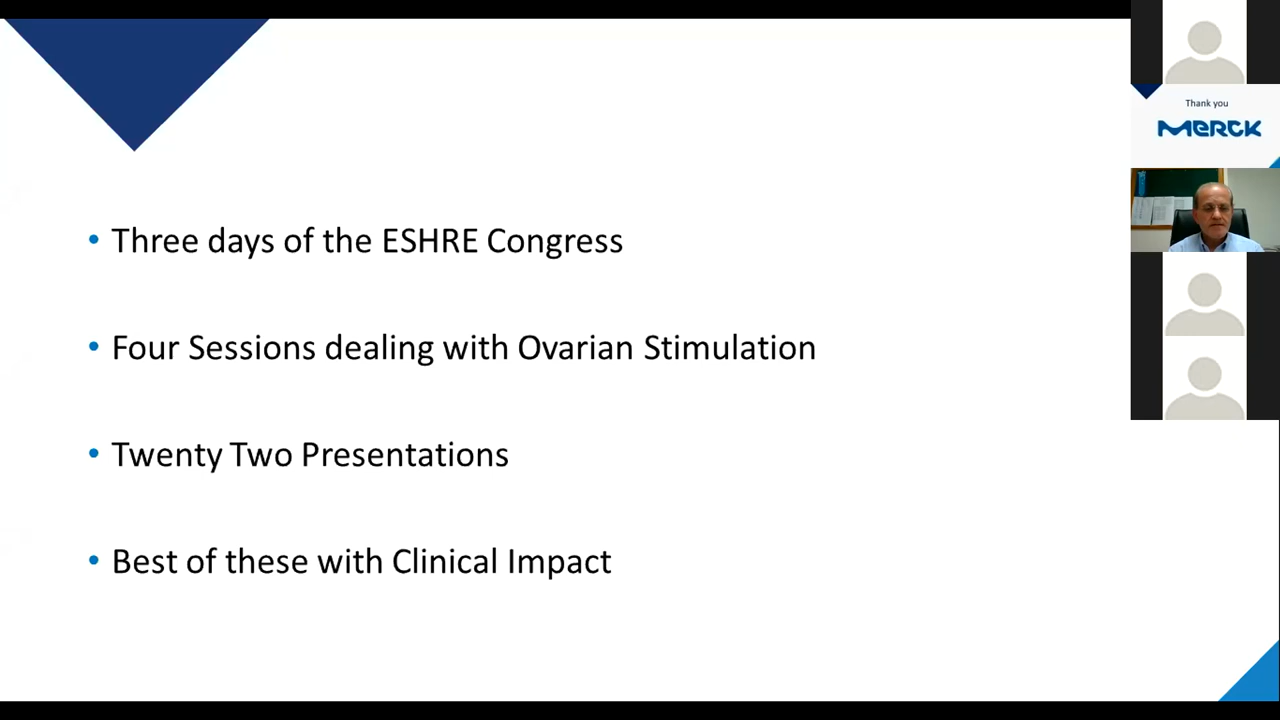 Three days of the ESHRE Congress
Four Sessions dealing with Ovarian Stimulation
Twenty Two Presentations
Best of these with Clinical Impact
Thank you
MERCK